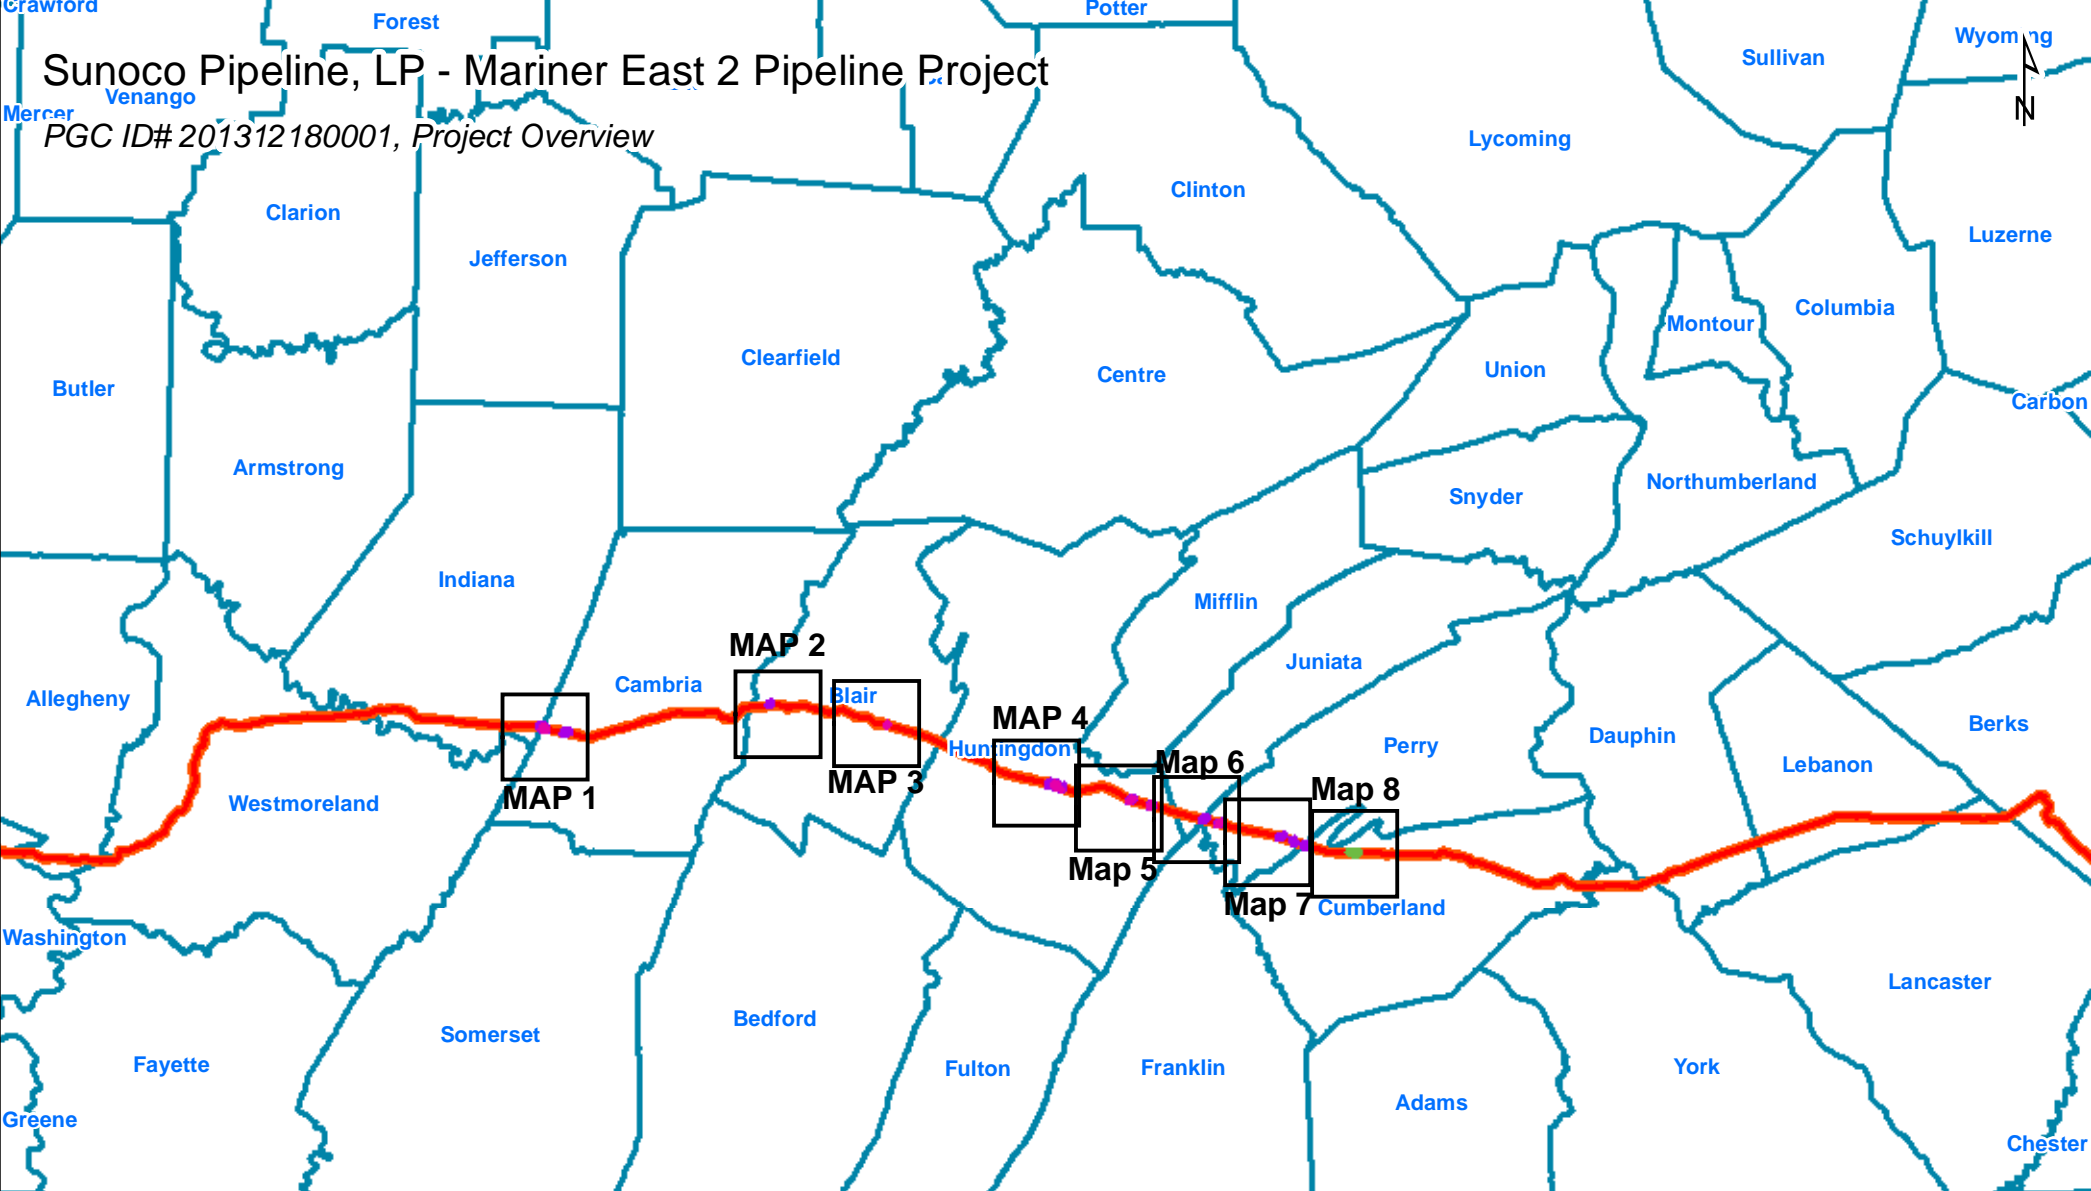 Crawford
Forest
Potter
Sullivan
Wyoming
Sunoco Pipeline, LP - Mariner East 2 Pipeline Project
Venango
Mercer
N
PGC ID# 201312180001, Project Overview
Lycoming
Clinton
Clarion
Jefferson
Luzerne
Columbia
Montour
Clearfield
Centre
Union
Butler
Carbon
Armstrong
Northumberland
Snyder
Schuylkill
Indiana
Mifflin
MAP 2
Juniata
Cambria
Blair
Allegheny
MAP 4
Berks
Dauphin
Perry
Huntingdon
Map 6
Lebanon
MAP 3
Map 8
MAP 1
Westmoreland
Map 5
Map 7
Cumberland
Washington
Lancaster
Bedford
Somerset
Fayette
Fulton
Franklin
York
Adams
Greene
Chester